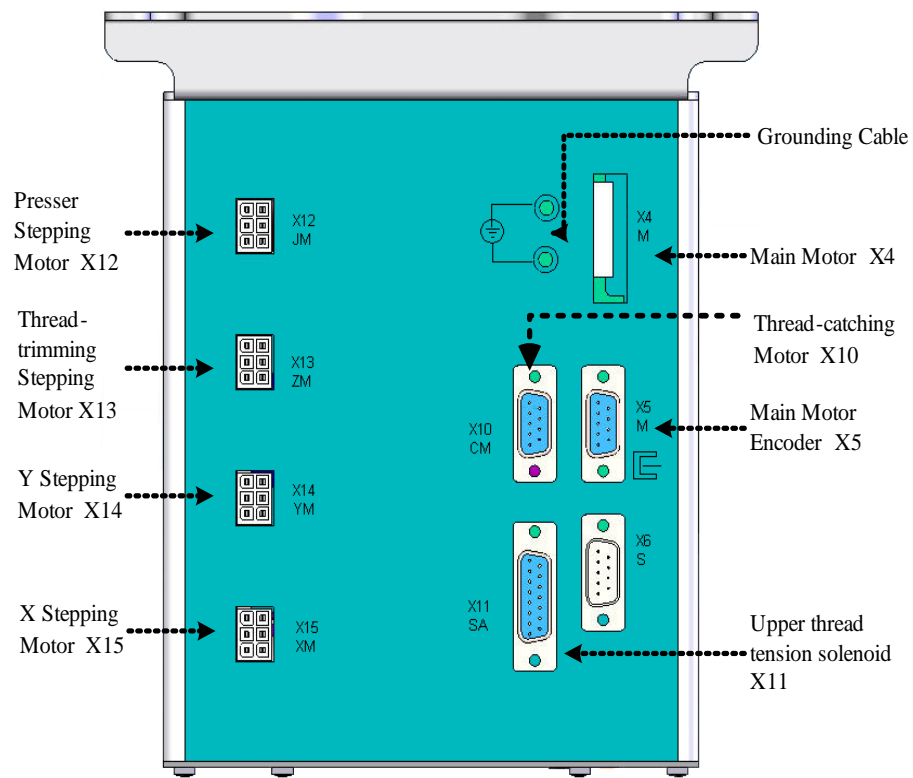 Grounding Cable
Presser
Stepping
Motor X12
X12
JM
X4
M
Main Motor X4
Thread-
trimming
Stepping
Motor X13
X13
ZM
Thread-catching
Motor X10
X10
CM
X5
M
Main Motor
Encoder X5
Y Stepping
Motor X14
X14
YM
X6
S
X Stepping
Motor X15
X15
XM
X11
SA
Upper thread
tension solenoid
X11